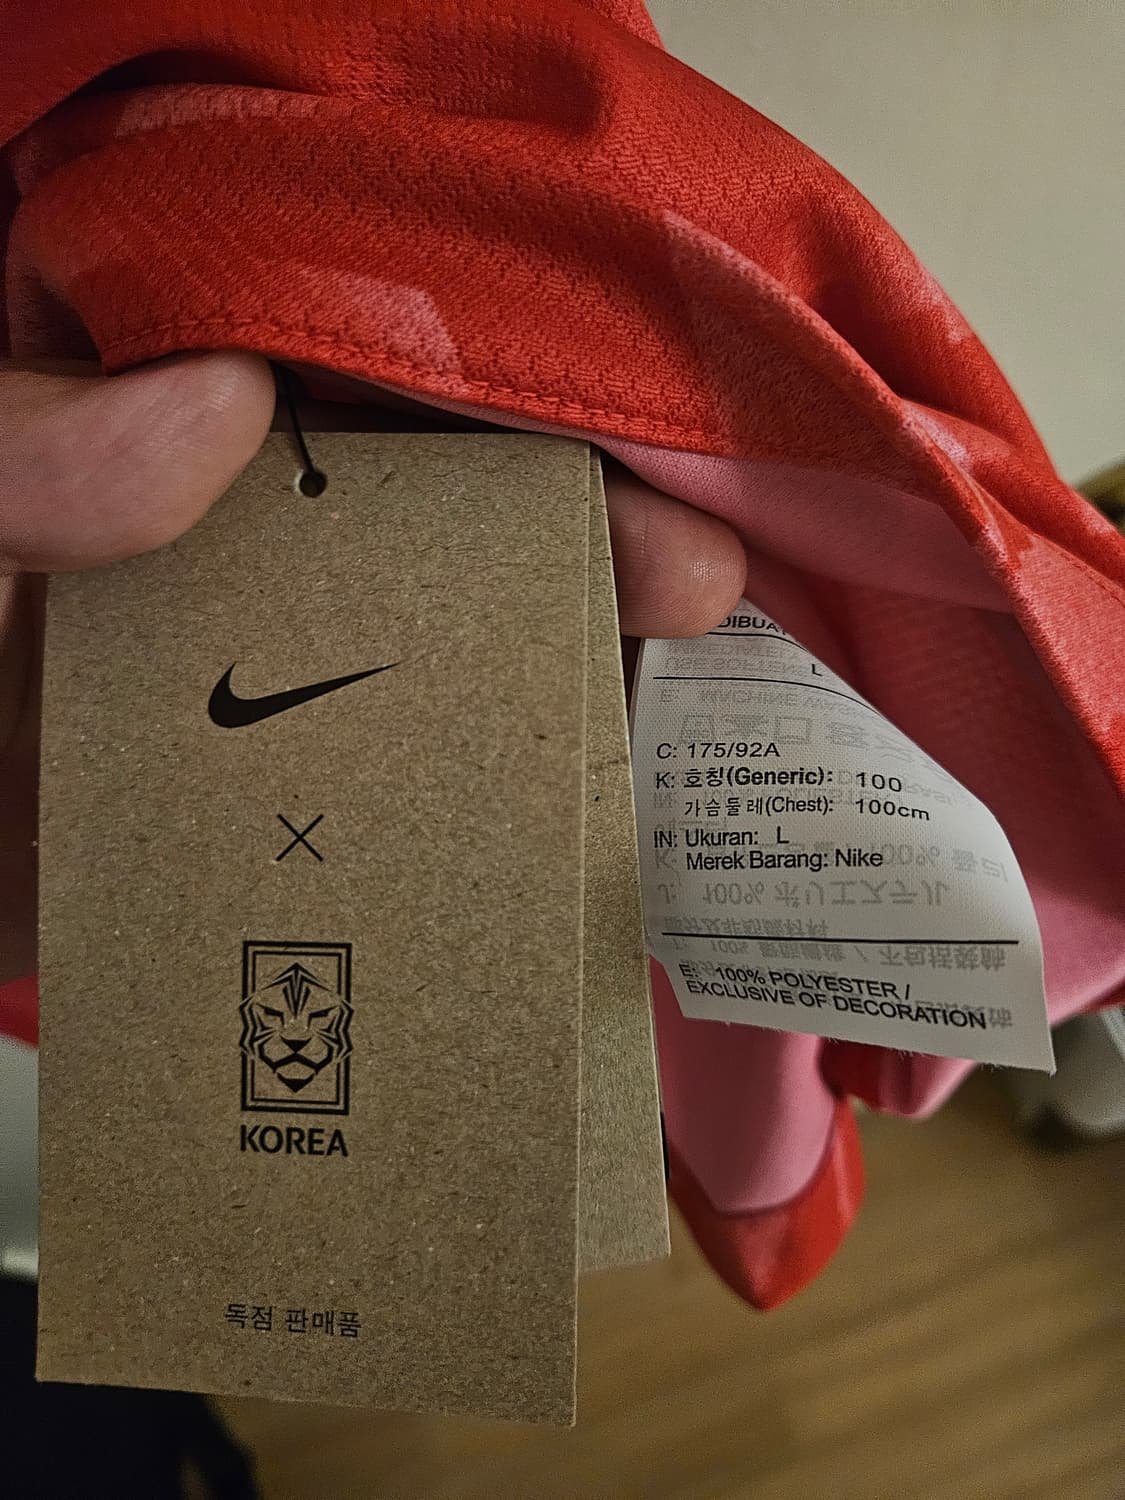 KOREA
독점 판매품
L
C: 175/92A
K: 호칭(Generic): 100
가슴둘레(Chest): 100cm
IN: Ukuran: L
Merek Barang: Nike
E: 100% POLYESTER /
EXCLUSIVE OF DECORATION